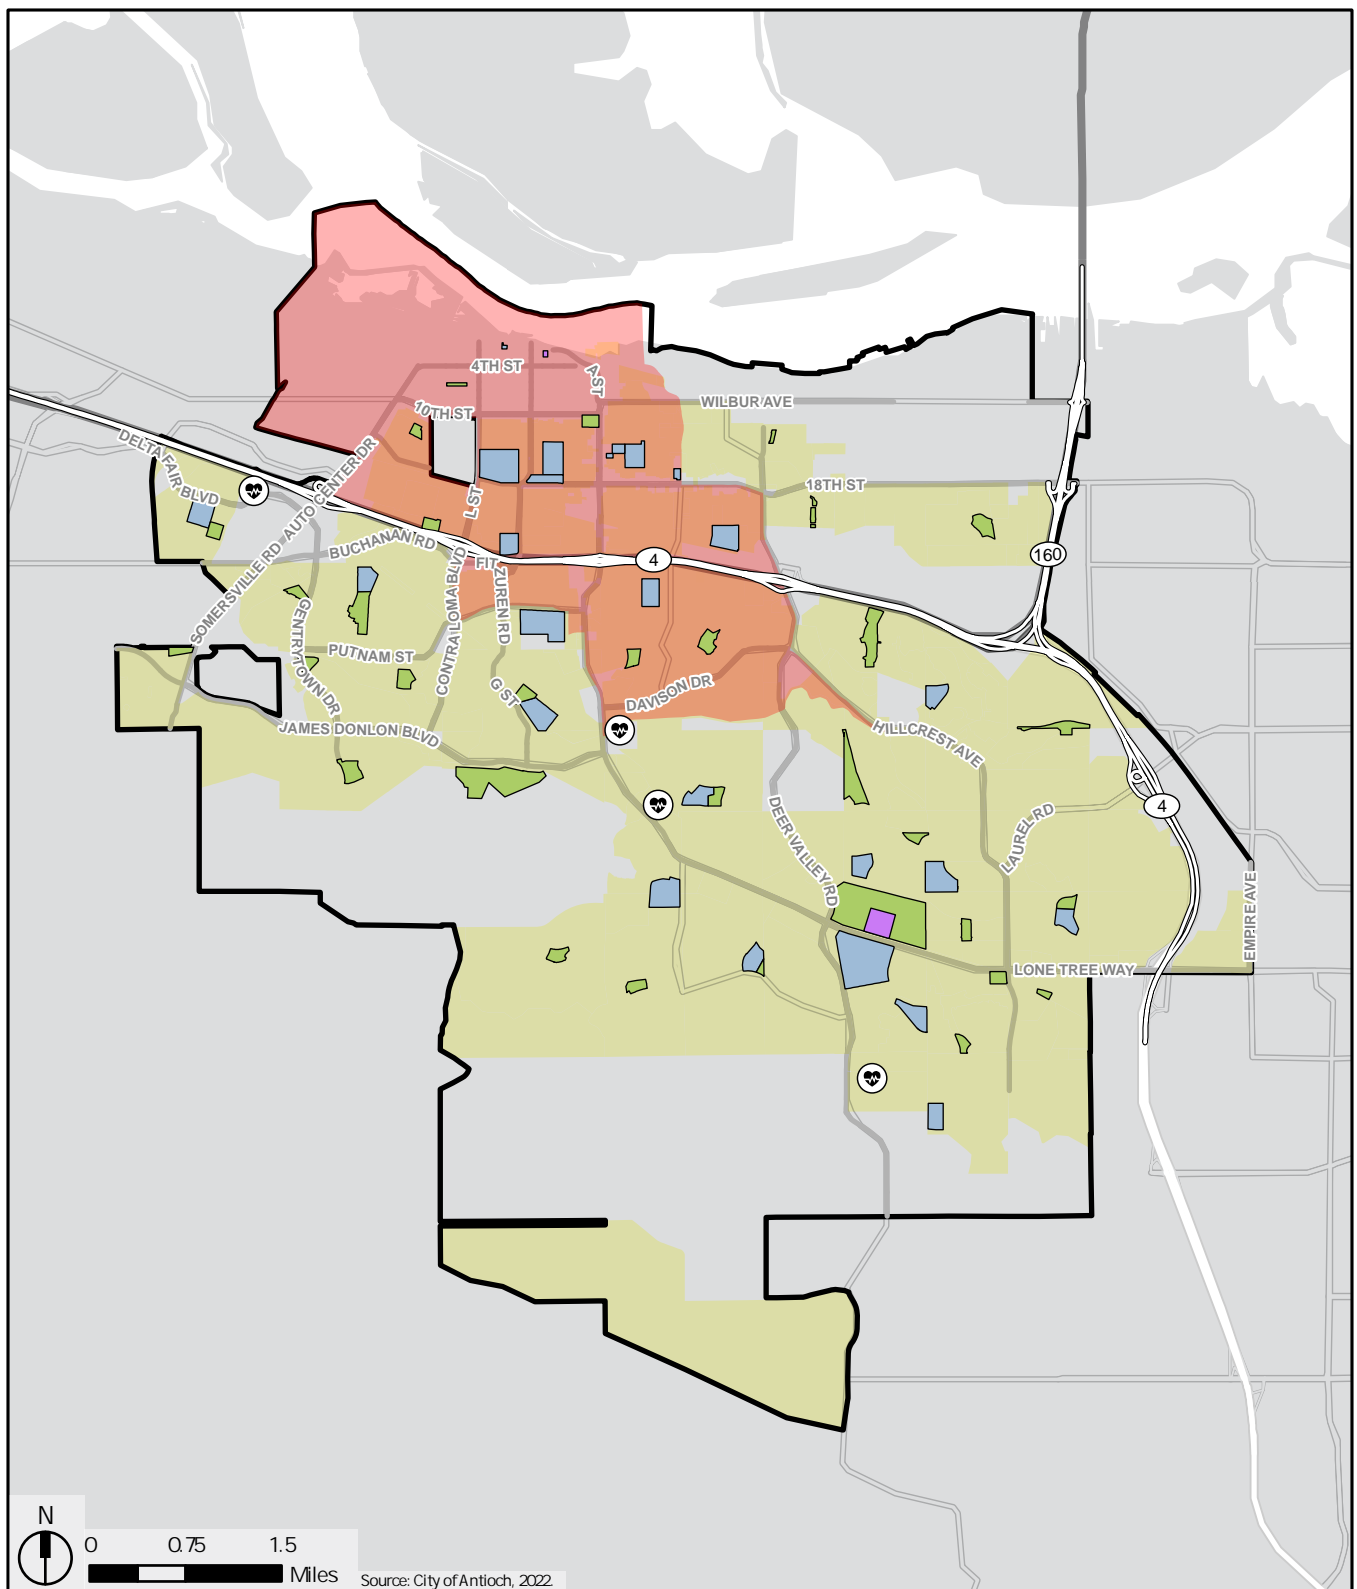 4TH ST
A ST
10TH ST
WILBUR AVE
DELTA FAIR BLVD
AUTO CENTER DR
L ST
18TH ST
BUCHANAN RD
FITZUREN RD
4
160
SOMERSVILLE RD
GENTRYTOWN DR
CONTRA LOMA BLVD
PUTNAM ST
G ST
DAVISON DR
JAMES DONLON BLVD
HILLCREST AVE
DEER VALLEY RD
LAUREL RD
4
EMPIRE AVE
LONE TREE WAY
N
0 0.75 1.5
Miles
Source: City of Antioch, 2022.